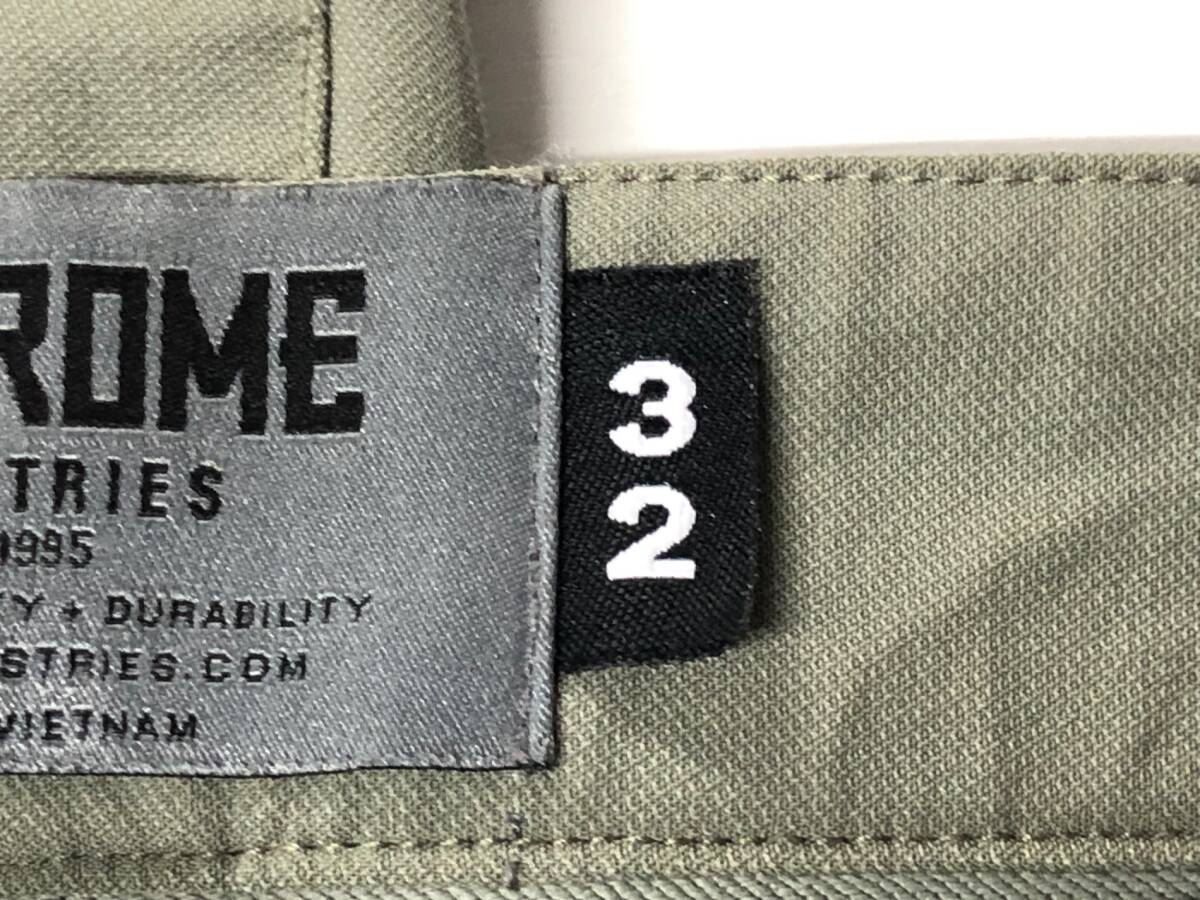 ROME
TRIES
995
Y + DURABILITY
STRIES.COM
VIETNAM
3
2